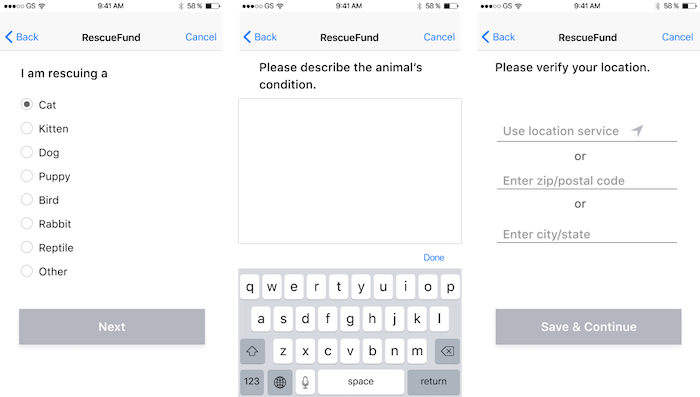 GS 9:41 AM 58 %
Back RescueFund Cancel
I am rescuing a
Cat
Kitten
Dog
Puppy
Bird
Rabbit
Reptile
Other
Next
GS 9:41 AM 58 %
Back RescueFund Cancel
Please describe the animal's
condition.
Done
q w e r t y u i o p
a s d f g h j k l
z x c v b n m
123 space return
GS 9:41 AM 58 %
Back RescueFund Cancel
Please verify your location.
Use location service
or
Enter zip/postal code
or
Enter city/state
Save & Continue